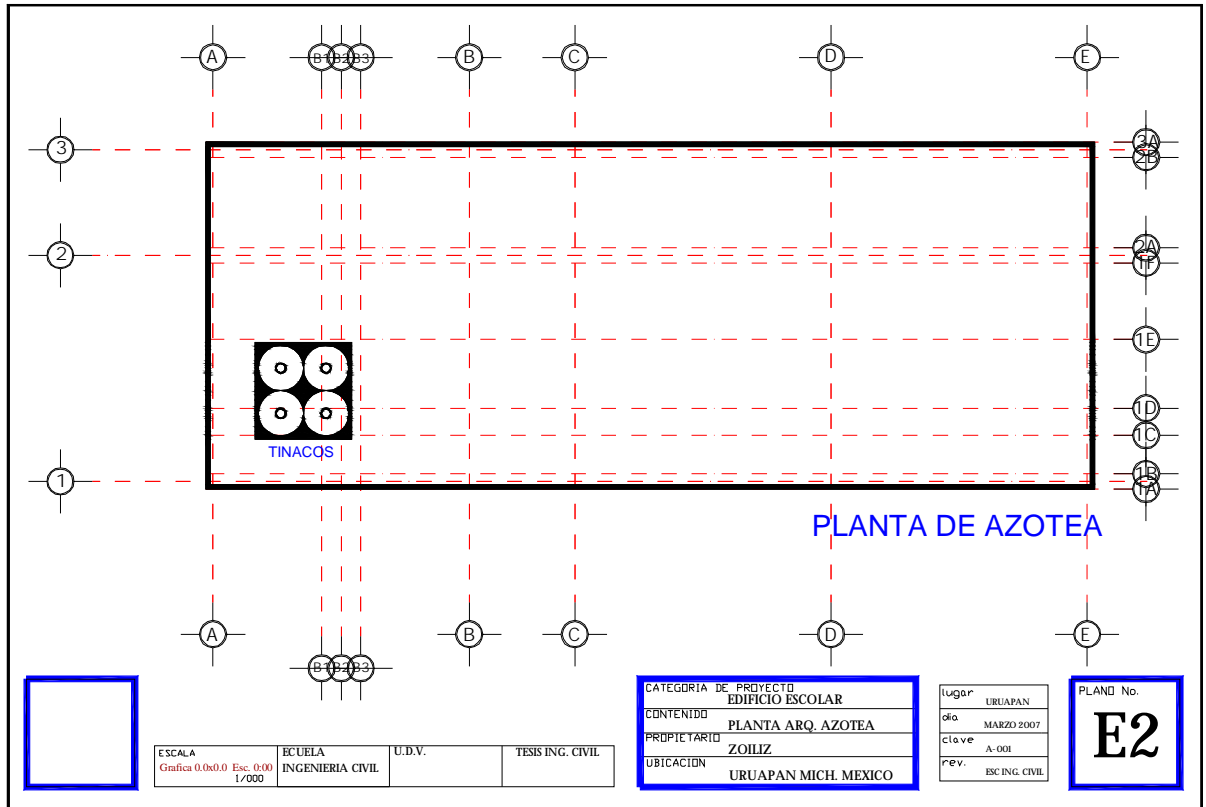 A B1 B2 B3 B C D E
3 3A
2B
2 2A
1F
1E
1D
1C
TINACOS
1 1B
1A
PLANTA DE AZOTEA
A B C D E
B1 B2 B3
ESCALA
Grafica 0.0x0.0 Esc. 0:00
1/000
ECUELA
INGENIERIA CIVIL
U.D.V.
TESIS ING. CIVIL
CATEGORIA DE PROYECTO
EDIFICIO ESCOLAR
CONTENIDO
PLANTA ARQ. AZOTEA
PROPIETARIO
ZOILIZ
UBICACION
URUAPAN MICH. MEXICO
lugar
URUAPAN
dia
MARZO 2007
clave
A- 001
rev.
ESC ING. CIVIL
PLANO No.
E2